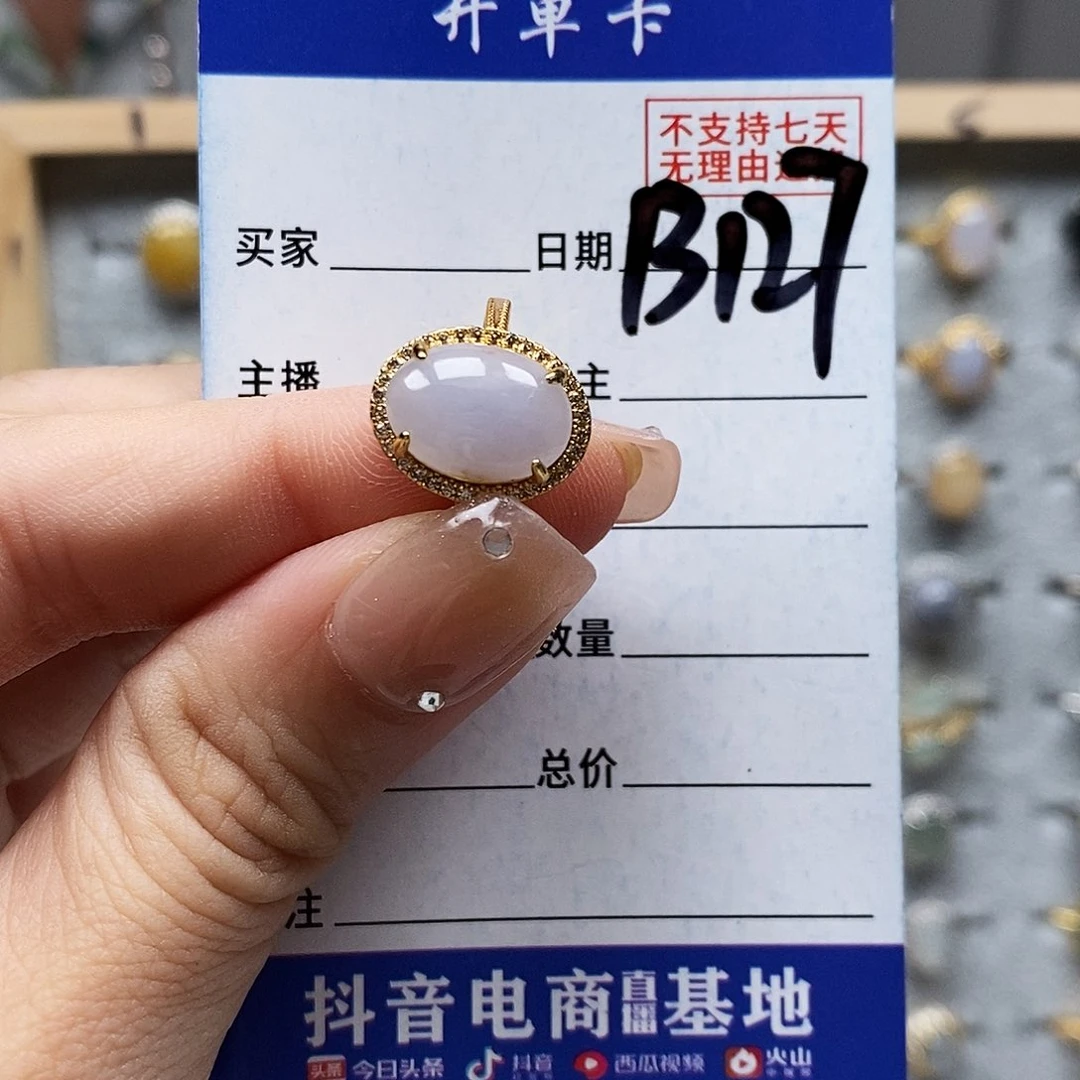 开单卡
不支持七天
无理由
B127
买家
日期
主播
主
数量
总价
注
抖音电商直播基地
头条 今日头条 抖音 西瓜视频 火山